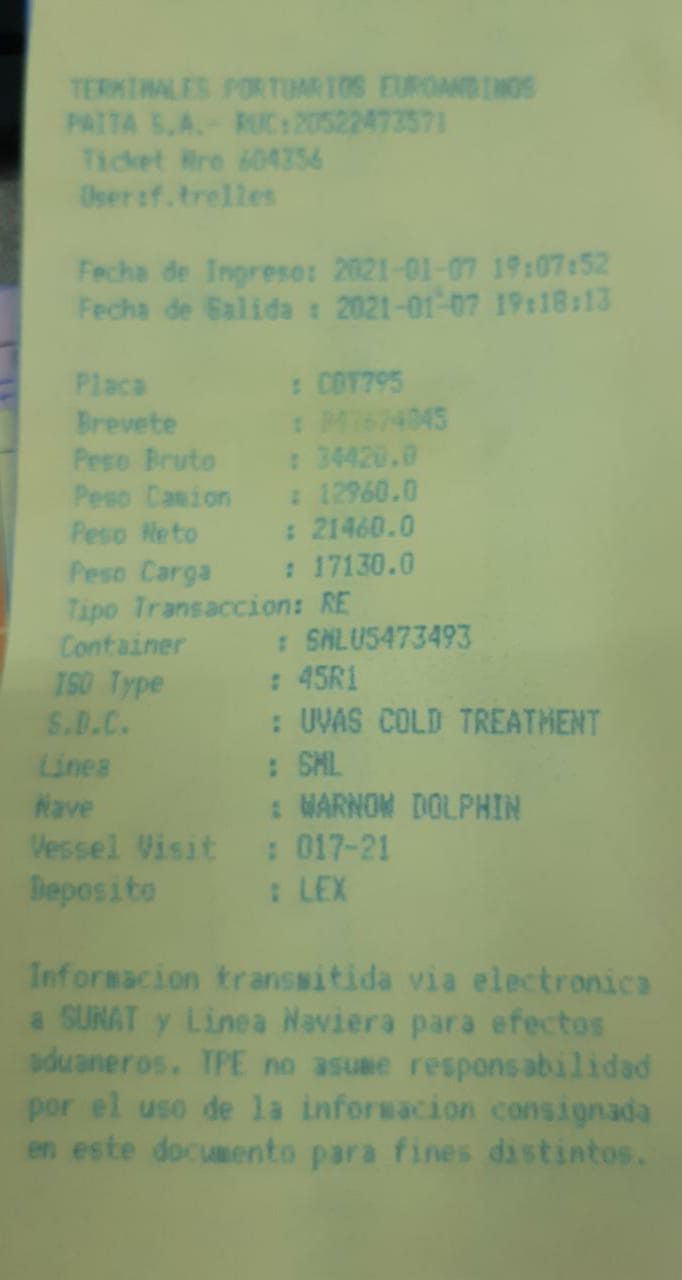 TERMINALES PORTUARIOS EUROANDINOS
PAITA S.A.- RUC:20522473571
Ticket Nro 604356
User:f.trelles
Fecha de Ingreso: 2021-01-07 19:07:52
Fecha de Salida : 2021-01-07 19:18:13
Placa :
Brevete :
Peso Bruto : 34420.0
Peso Camion : 12960.0
Peso Neto : 21460.0
Peso Carga : 17130.0
Tipo Transaccion: RE
Container : SMLU5473493
ISO Type : 45R1
S.D.C. : UVAS COLD TREATMENT
Linea : SML
Nave : WARNOW DOLPHIN
Vessel Visit : 017-21
Deposito : LEX
Informacion transmitida via electronica
a SUNAT y Linea Naviera para efectos
aduaneros. TPE no asume responsabilidad
por el uso de la informacion consignada
en este documento para fines distintos.